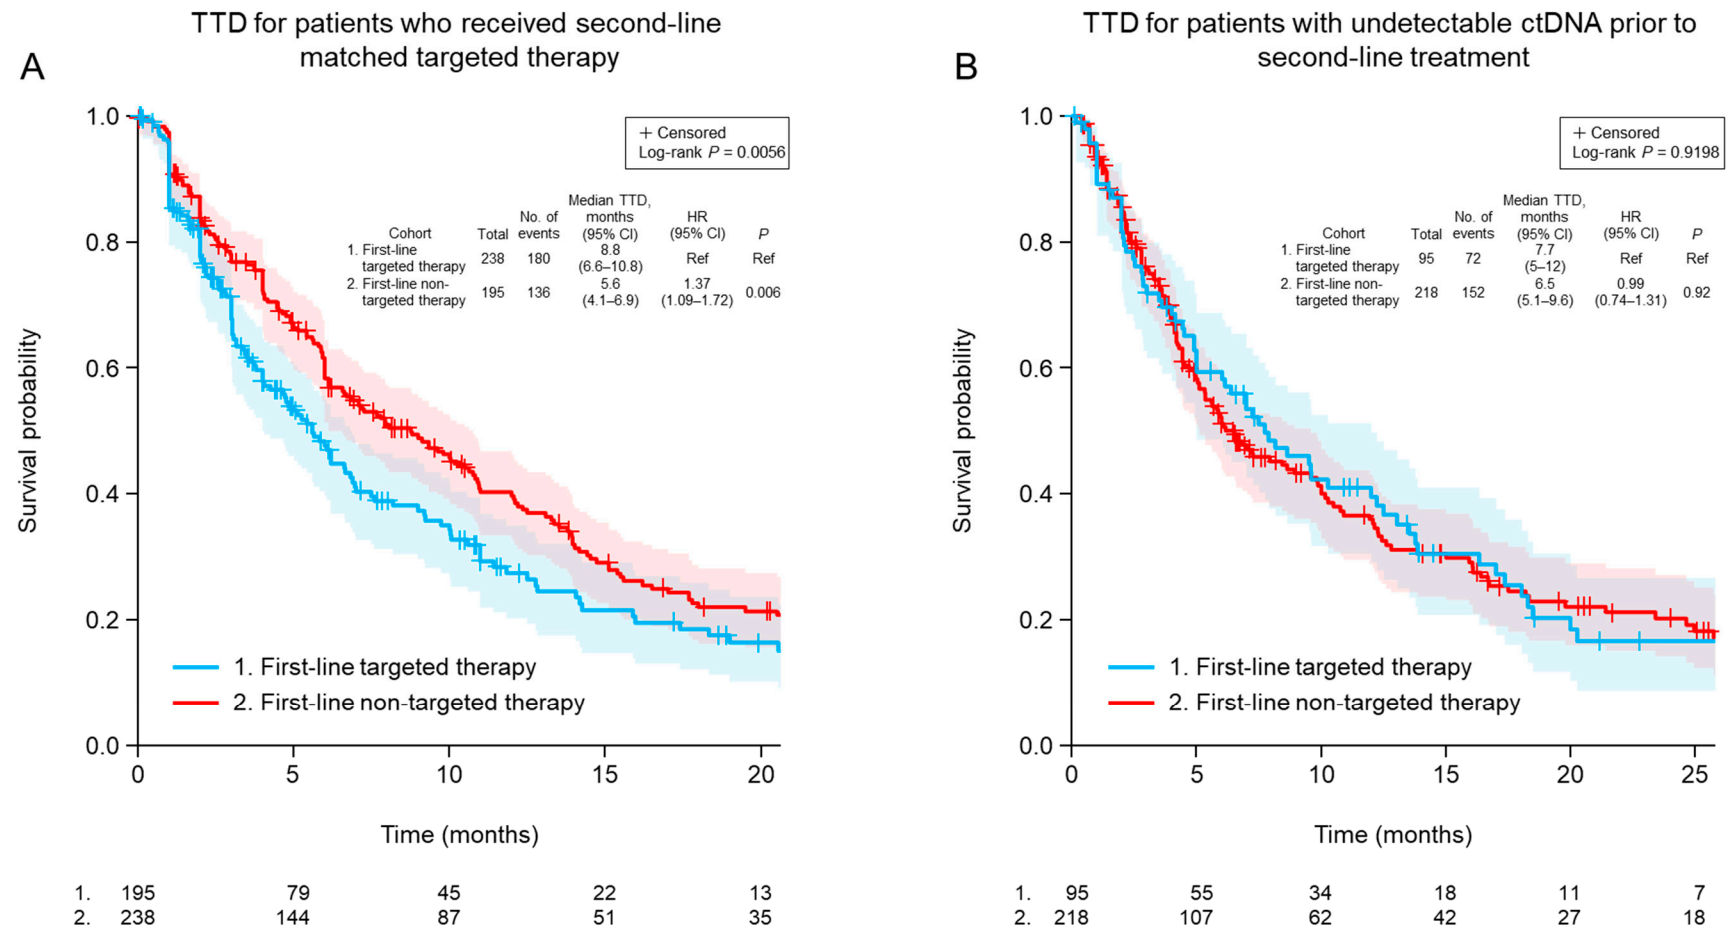 TTD for patients who received second-line
matched targeted therapy
A
Survival probability
1.0
0.8
0.6
0.4
0.2
0.0
+ Censored
Log-rank P = 0.0056
Cohort Total No. of events Median TTD, months (95% CI) HR (95% CI) P
1. First-line targeted therapy 238 180 8.8 (6.6–10.8) Ref Ref
2. First-line non-targeted therapy 195 136 5.6 (4.1–6.9) 1.37 (1.09–1.72) 0.006
1. First-line targeted therapy
2. First-line non-targeted therapy
0 5 10 15 20
Time (months)
1. 195 79 45 22 13
2. 238 144 87 51 35
TTD for patients with undetectable ctDNA prior to
second-line treatment
B
Survival probability
1.0
0.8
0.6
0.4
0.2
0.0
+ Censored
Log-rank P = 0.9198
Cohort Total No. of events Median TTD, months (95% CI) HR (95% CI) P
1. First-line targeted therapy 95 72 7.7 (5–12) Ref Ref
2. First-line non-targeted therapy 218 152 6.5 (5.1–9.6) 0.99 (0.74–1.31) 0.92
1. First-line targeted therapy
2. First-line non-targeted therapy
0 5 10 15 20 25
Time (months)
1. 95 55 34 18 11 7
2. 218 107 62 42 27 18